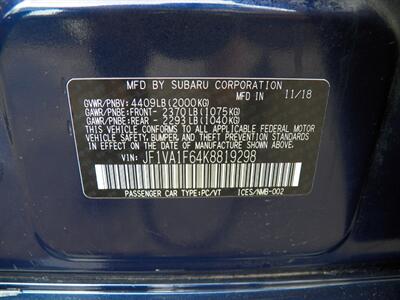 MFD BY SUBARU CORPORATION
GVWR/PNBV: 4409LB(2000KG) MFD IN 11/18
GAWR/PNBE:FRONT- 2370LB(1075KG)
GAWR/PNBE:REAR - 2293LB(1040KG)
THIS VEHICLE CONFORMS TO ALL APPLICABLE FEDERAL MOTOR
VEHICLE SAFETY, BUMPER, AND THEFT PREVENTION STANDARDS
IN EFFECT ON THE DATE OF MANUFACTURE SHOWN ABOVE.
VIN: JF1VA1F64K8819298
PASSENGER CAR TYPE:PC/VT ICES/NMB-002